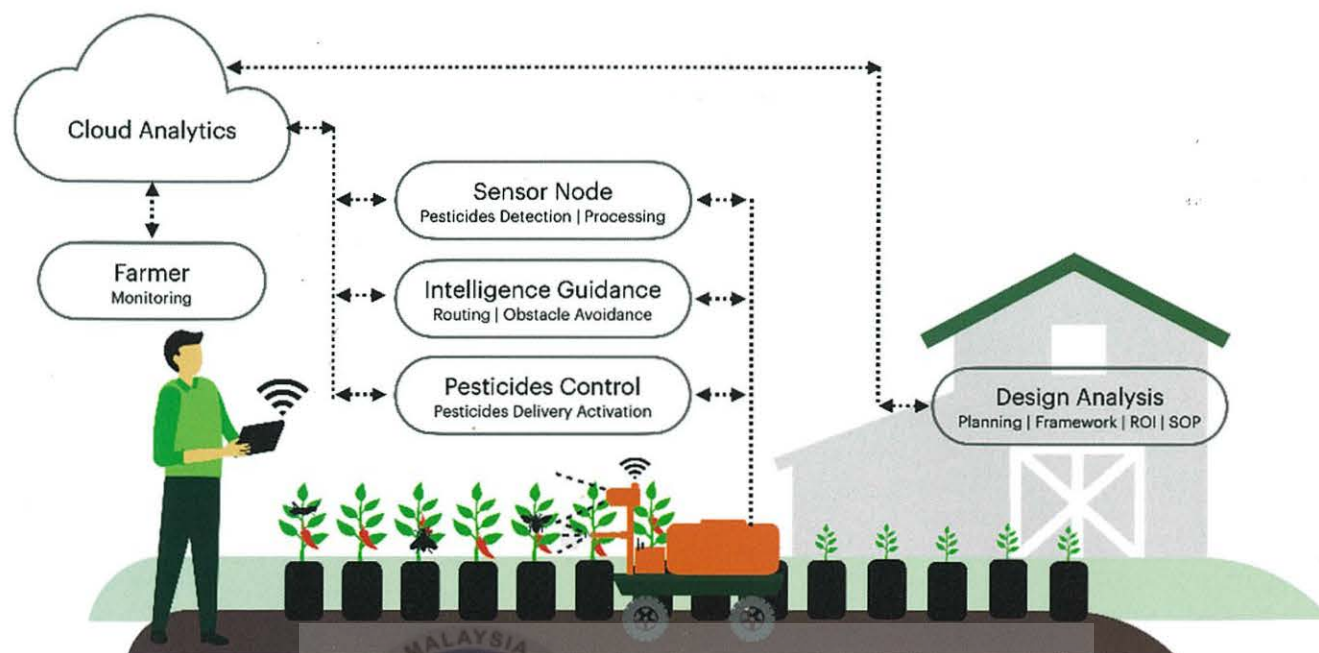 Cloud Analytics
Sensor Node
Pesticides Detection | Processing
Farmer
Monitoring
Intelligence Guidance
Routing | Obstacle Avoidance
Pesticides Control
Pesticides Delivery Activation
Design Analysis
Planning | Framework | ROI | SOP
MALAYSIA